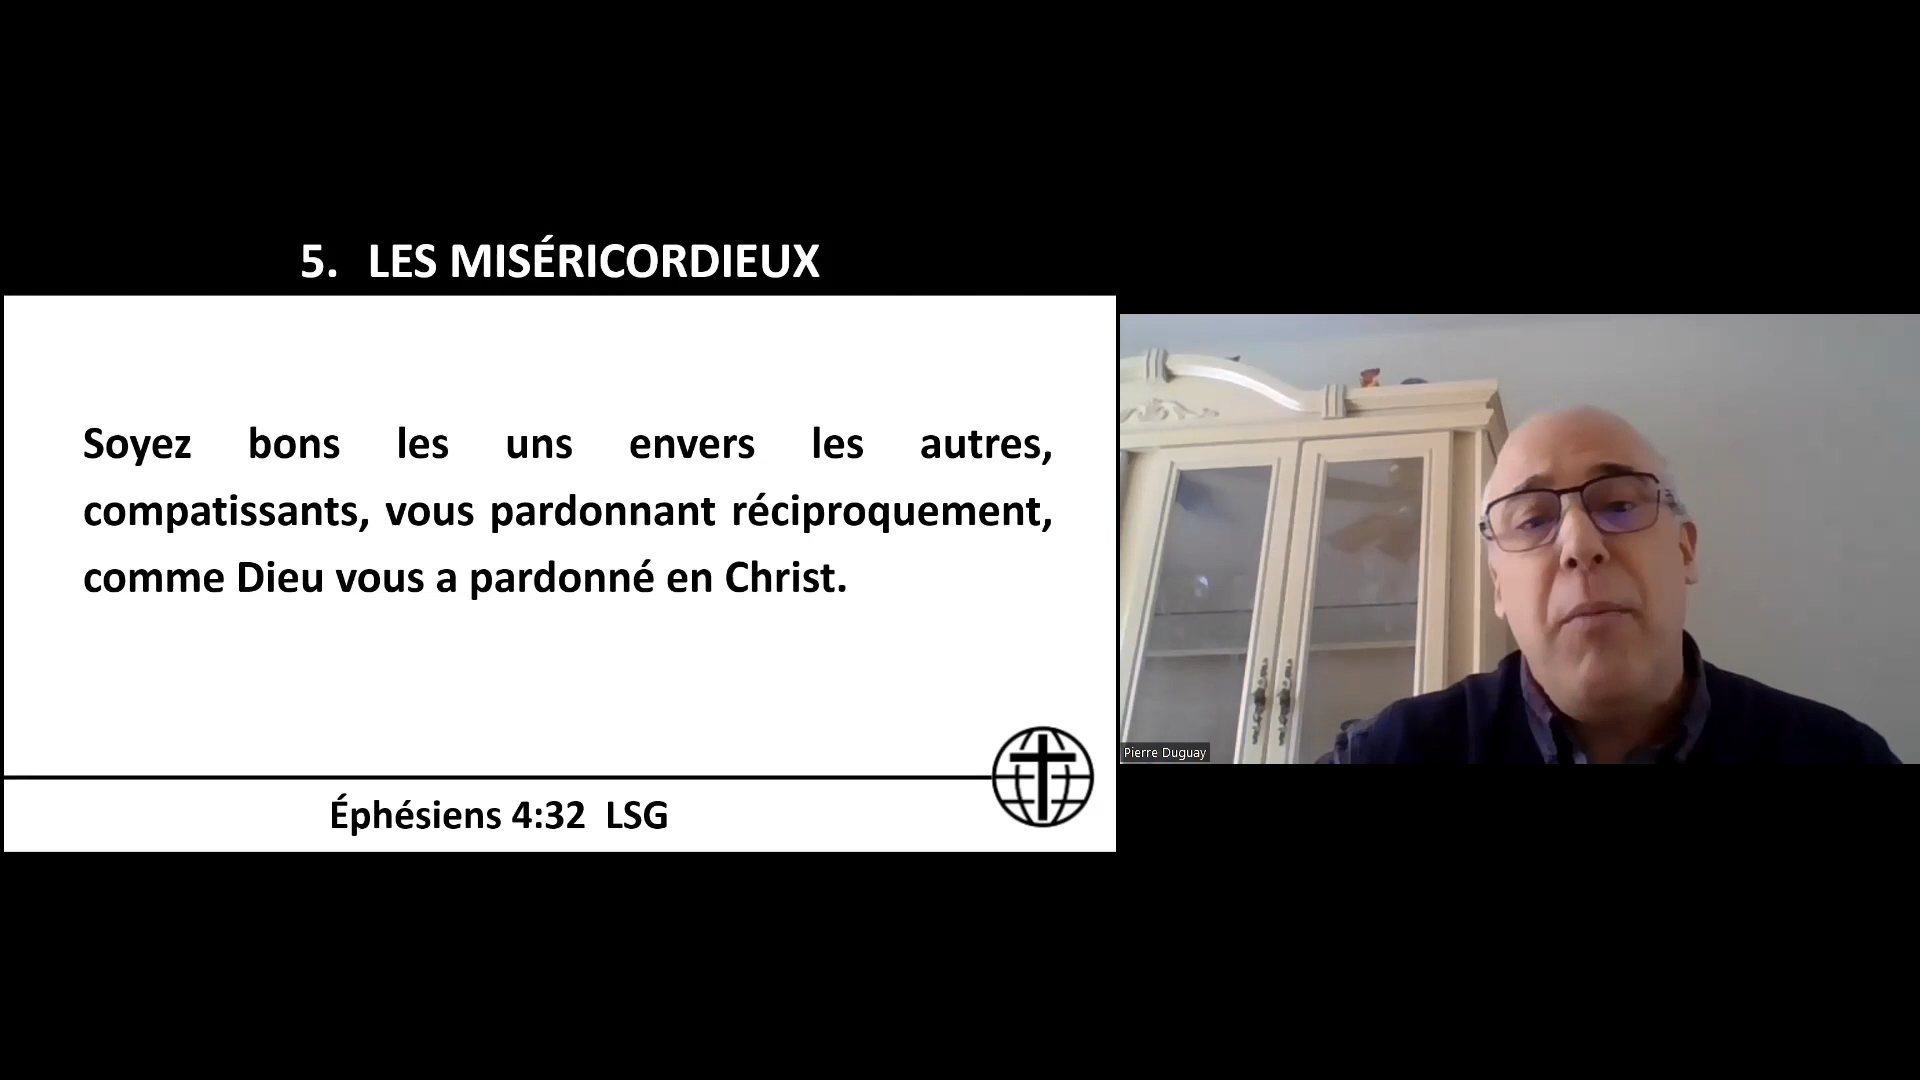 5. LES MISÉRICORDIEUX
Soyez bons les uns envers les autres,
compatissants, vous pardonnant réciproquement,
comme Dieu vous a pardonné en Christ.
Éphésiens 4:32 LSG
Pierre Duguay